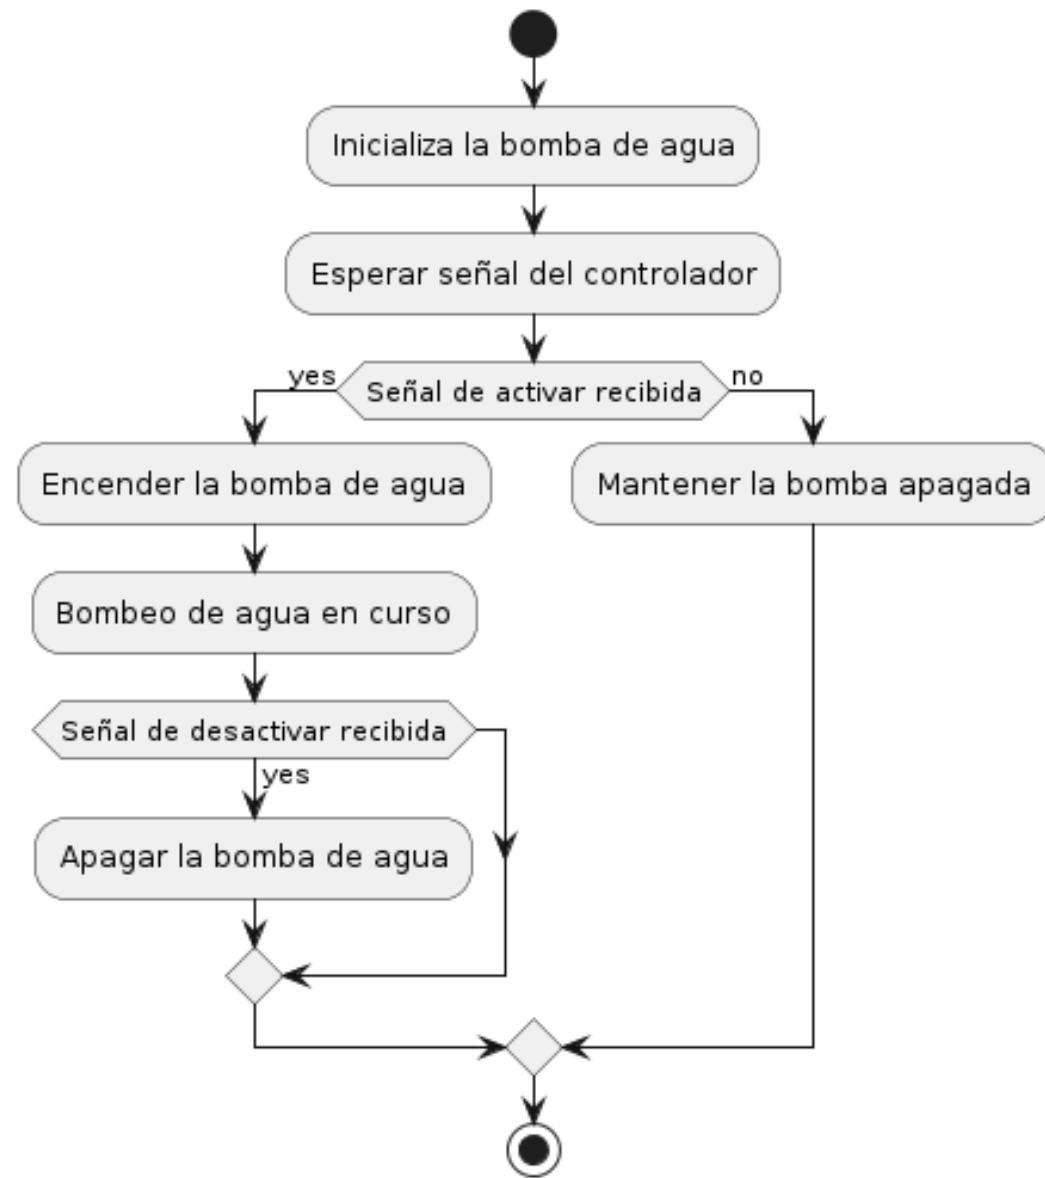 Inicializa la bomba de agua
Esperar señal del controlador
yes
Señal de activar recibida
no
Encender la bomba de agua
Mantener la bomba apagada
Bombeo de agua en curso
Señal de desactivar recibida
yes
Apagar la bomba de agua